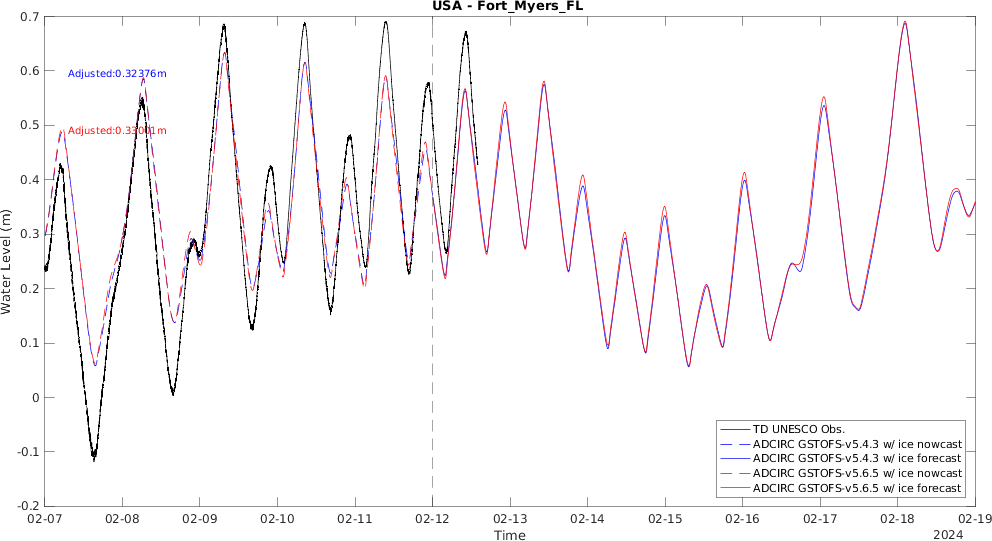 USA - Fort_Myers_FL
0.7
0.6
0.5
0.4
0.3
0.2
0.1
0
-0.1
-0.2
Water Level (m)
Adjusted:0.32376m
Adjusted:0.33001m
TD UNESCO Obs.
ADCIRC GSTOFS-v5.4.3 w/ ice nowcast
ADCIRC GSTOFS-v5.4.3 w/ ice forecast
ADCIRC GSTOFS-v5.6.5 w/ ice nowcast
ADCIRC GSTOFS-v5.6.5 w/ ice forecast
02-07 02-08 02-09 02-10 02-11 02-12 02-13 02-14 02-15 02-16 02-17 02-18 02-19
Time
2024